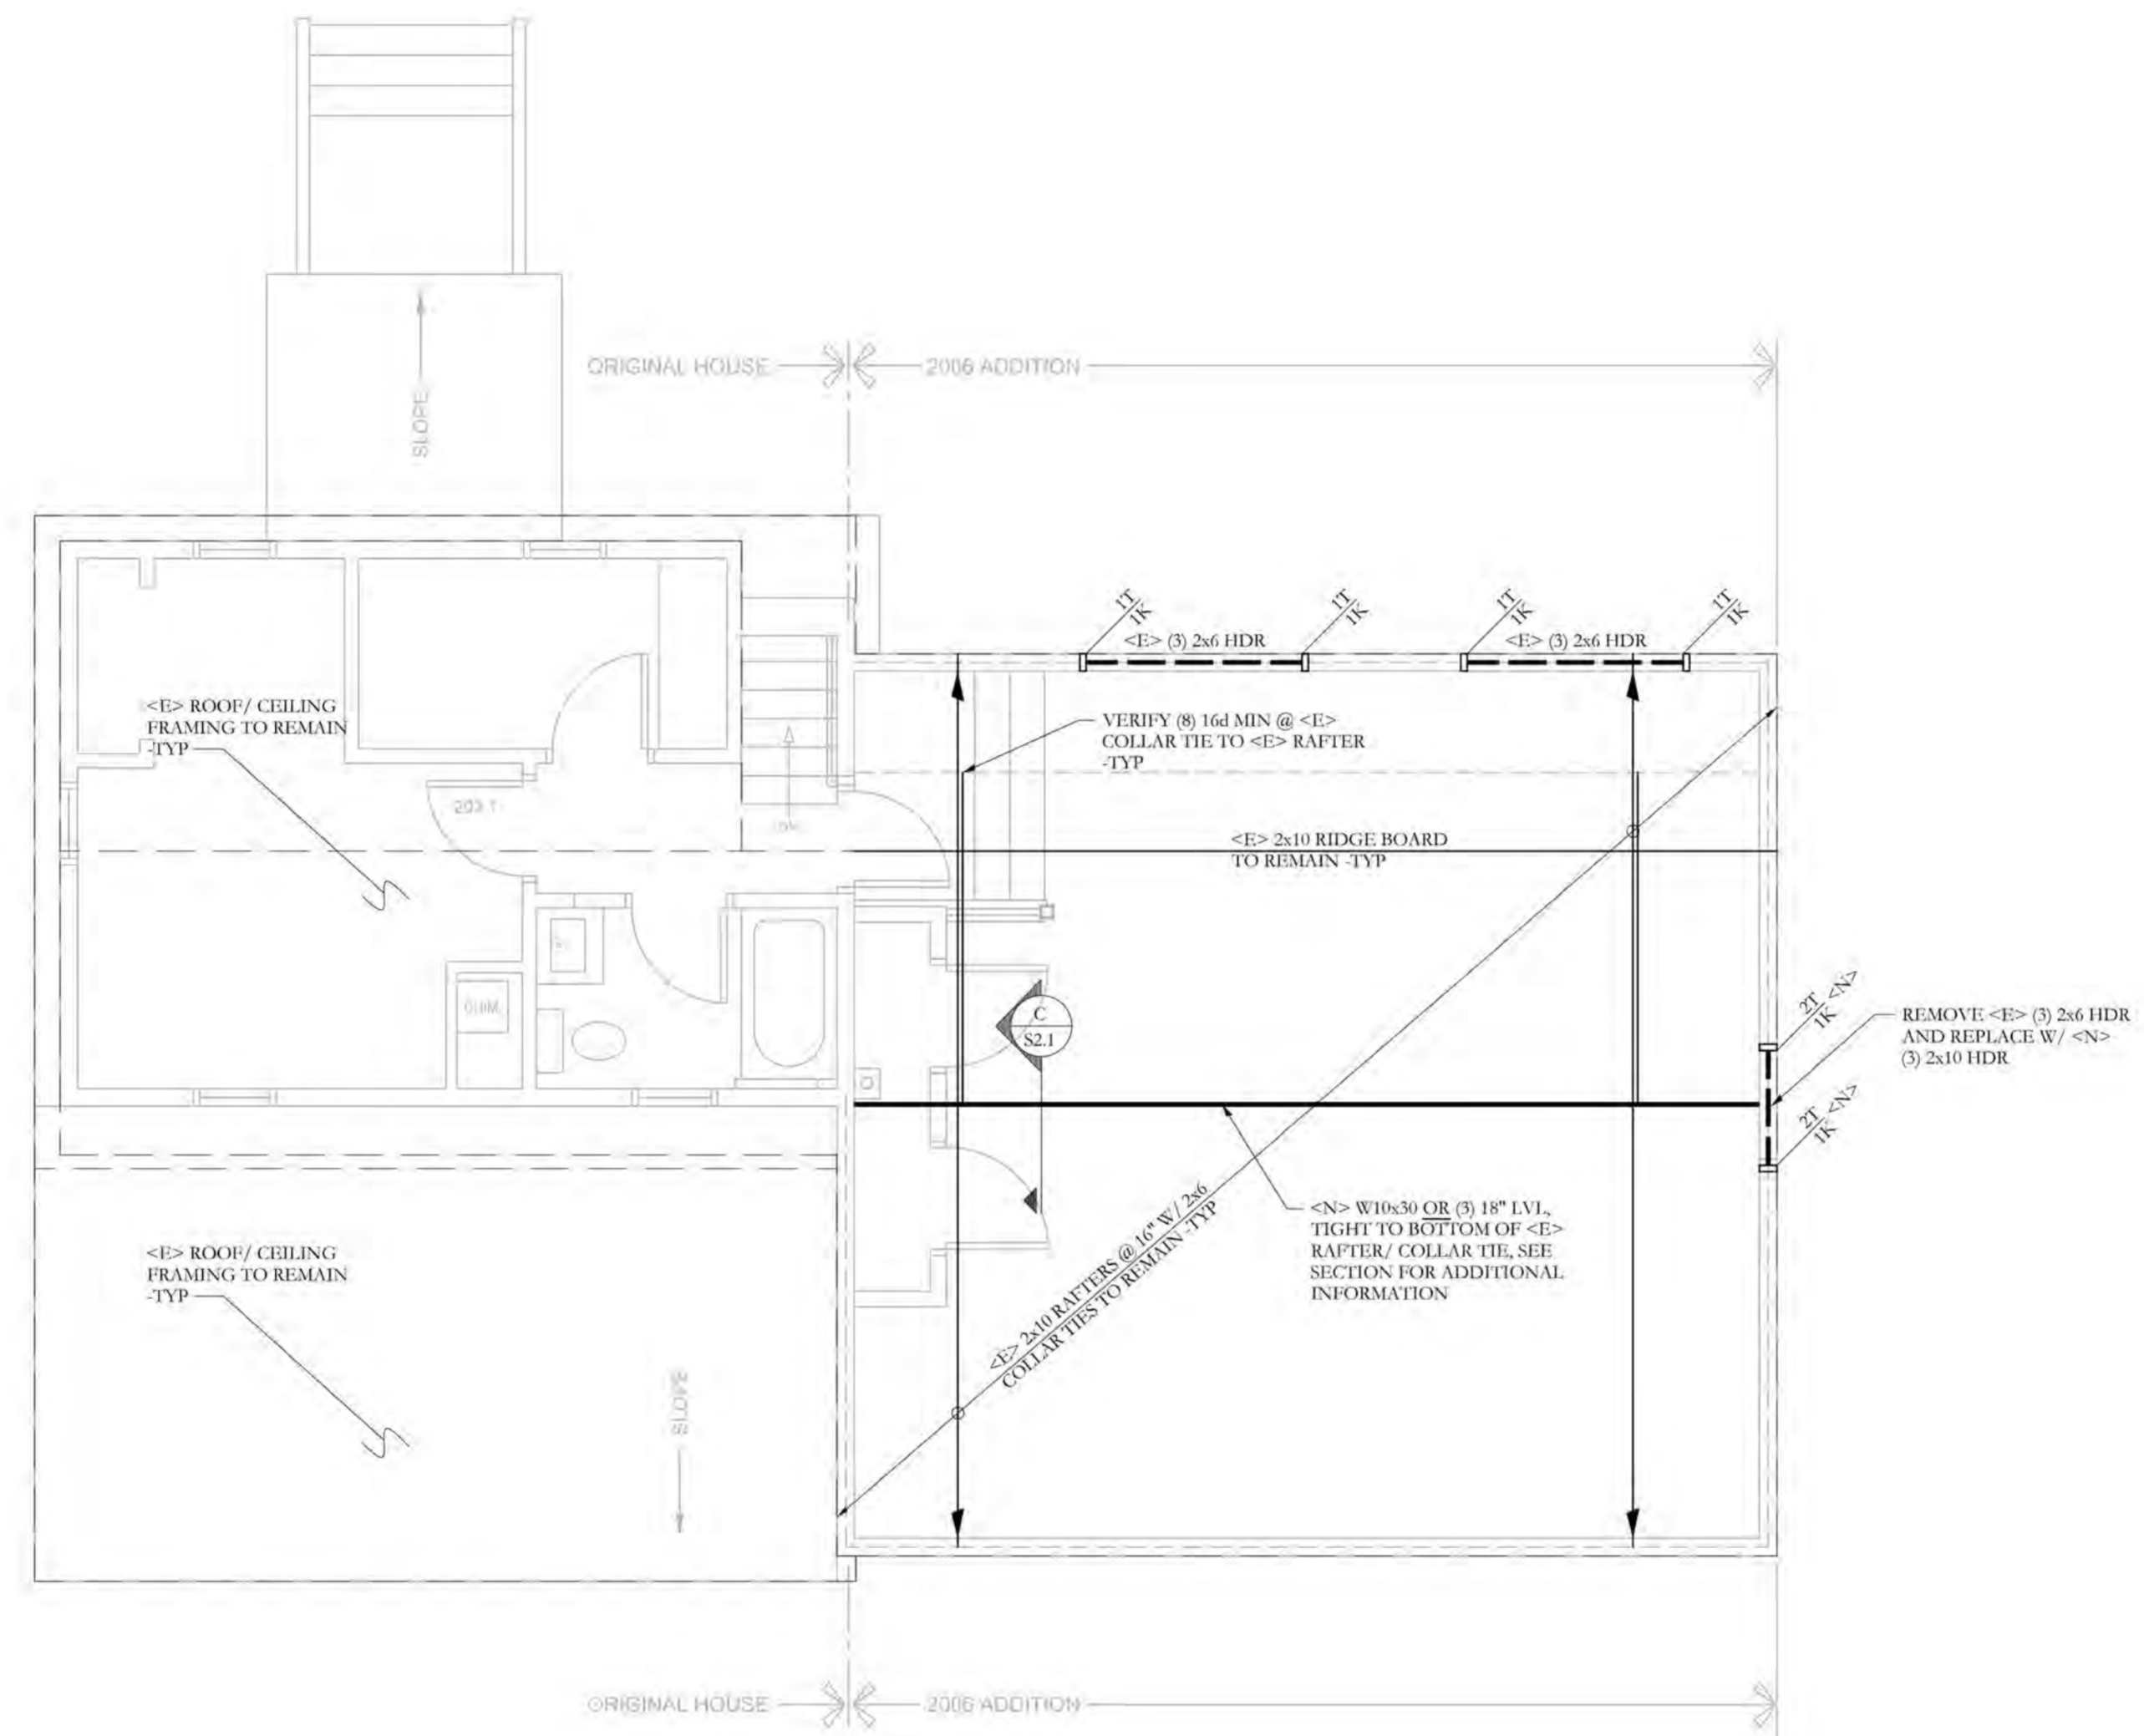 SLOPE
ORIGINAL HOUSE
2006 ADDITION
1T
1K
<E> (3) 2x6 HDR
1T
1K
1T
1K
<E> (3) 2x6 HDR
1T
1K
<E> ROOF/ CEILING
FRAMING TO REMAIN
-TYP
VERIFY (8) 16d MIN @ <E>
COLLAR TIE TO <E> RAFTER
-TYP
<E> 2x10 RIDGE BOARD
TO REMAIN -TYP
CHIM.
C
S2.1
2T <N>
1K
REMOVE <E> (3) 2x6 HDR
AND REPLACE W/ <N>
(3) 2x10 HDR
2T <N>
1K
<E> 2x10 RAFTERS @ 16" W/ 2x6
COLLAR TIES TO REMAIN -TYP
<N> W10x30 OR (3) 18" LVL,
TIGHT TO BOTTOM OF <E>
RAFTER/ COLLAR TIE, SEE
SECTION FOR ADDITIONAL
INFORMATION
<E> ROOF/ CEILING
FRAMING TO REMAIN
-TYP
SLOPE
ORIGINAL HOUSE
2006 ADDITION